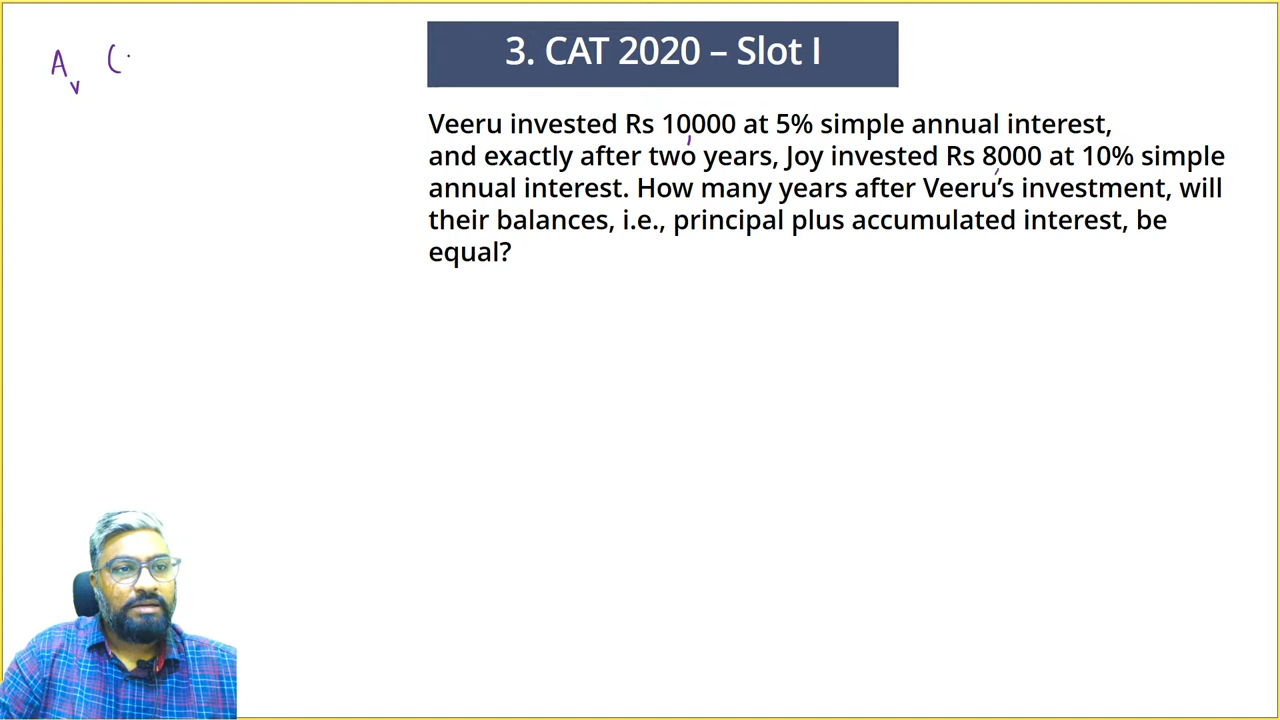 3. CAT 2020 – Slot I
A
v (
Veeru invested Rs 10000 at 5% simple annual interest,
and exactly after two years, Joy invested Rs 8000 at 10% simple
annual interest. How many years after Veeru’s investment, will
their balances, i.e., principal plus accumulated interest, be
equal?